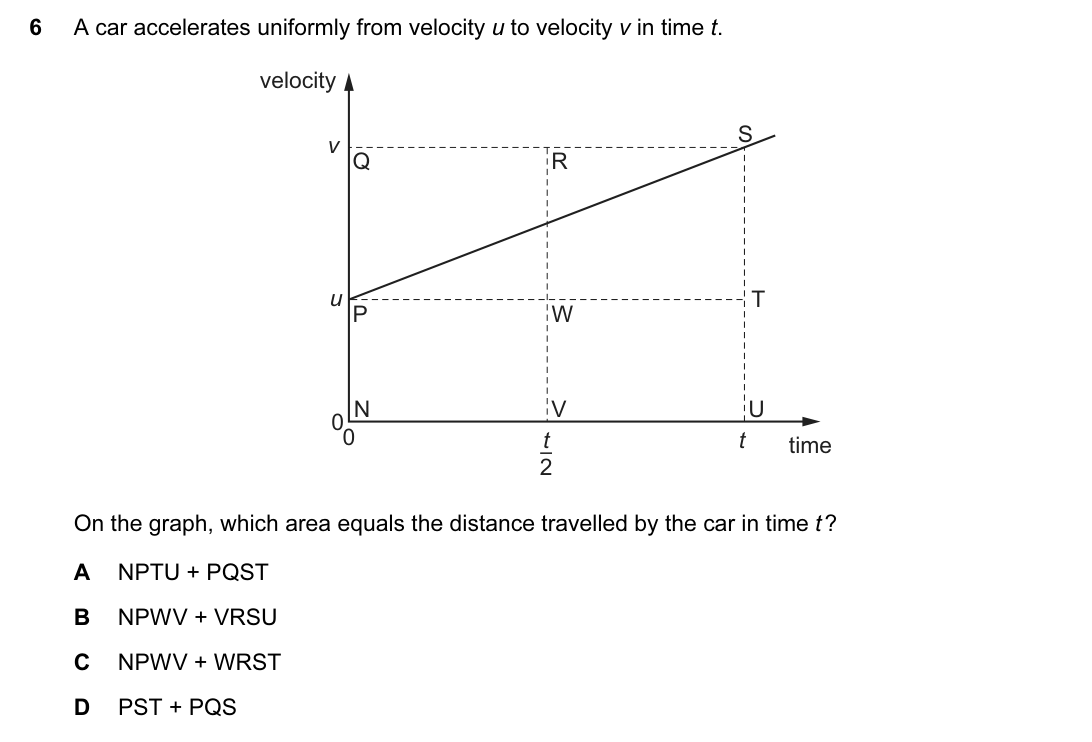 6 A car accelerates uniformly from velocity u to velocity v in time t.
velocity
v
Q
R
S
u
P
W
T
0
N
V
U
0
t
2
t
time
On the graph, which area equals the distance travelled by the car in time t?
A NPTU + PQST
B NPWV + VRSU
C NPWV + WRST
D PST + PQS